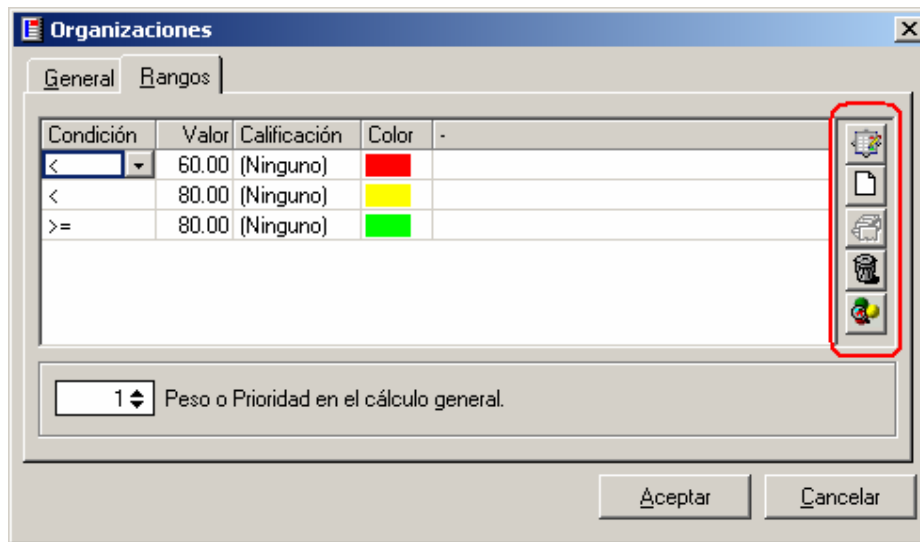 Organizaciones
General Rangos
Condición Valor Calificación Color -
< 60.00 (Ninguno)
< 80.00 (Ninguno)
>= 80.00 (Ninguno)
1 Peso o Prioridad en el cálculo general.
Aceptar Cancelar